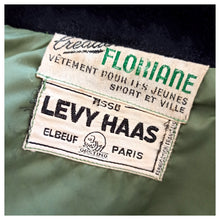 Création
FLORIANE
VÊTEMENT POUR LES JEUNES
SPORT ET VILLE
TISSU
LEVY HAAS
ELBEUF PARIS